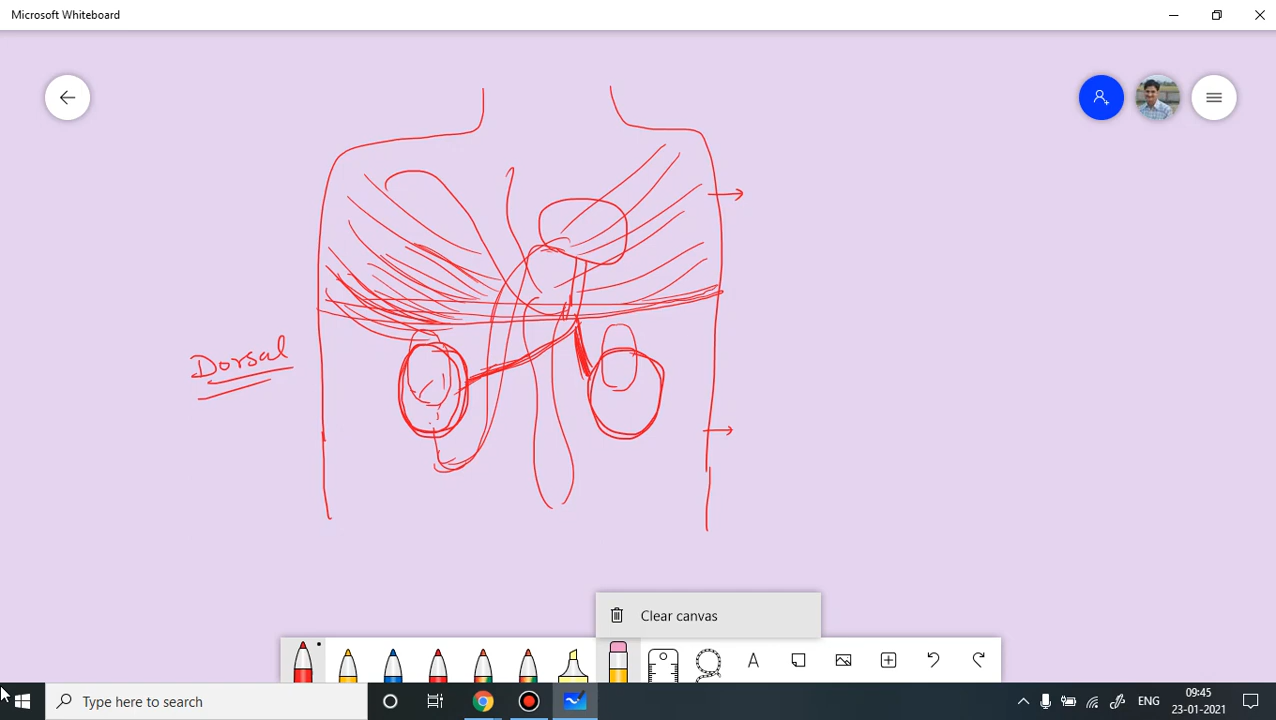 Microsoft Whiteboard
Dorsal
Clear canvas
A
Type here to search
ENG
09:45
23-01-2021